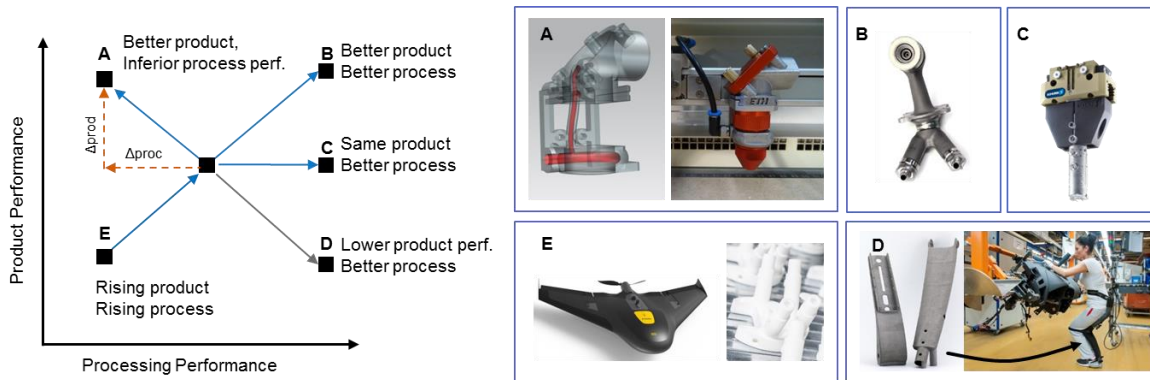 Product Performance
A
Better product,
Inferior process perf.
B
Better product
Better process
Δprod
Δproc
C
Same product
Better process
E
D
Lower product perf.
Better process
Rising product
Rising process
Processing Performance
A
B
C
E
D